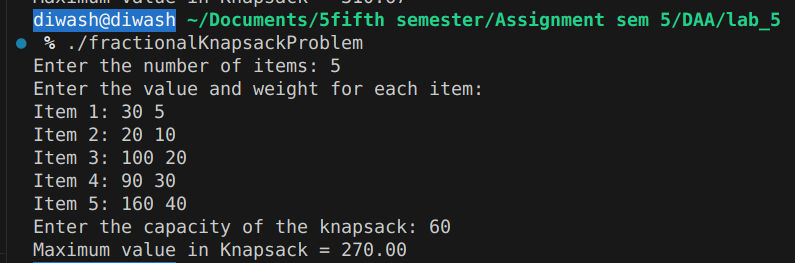 Maximum value in Knapsack = 510.67
diwash@diwash ~/Documents/5fifth semester/Assignment sem 5/DAA/lab_5
% ./fractionalKnapsackProblem
Enter the number of items: 5
Enter the value and weight for each item:
Item 1: 30 5
Item 2: 20 10
Item 3: 100 20
Item 4: 90 30
Item 5: 160 40
Enter the capacity of the knapsack: 60
Maximum value in Knapsack = 270.00